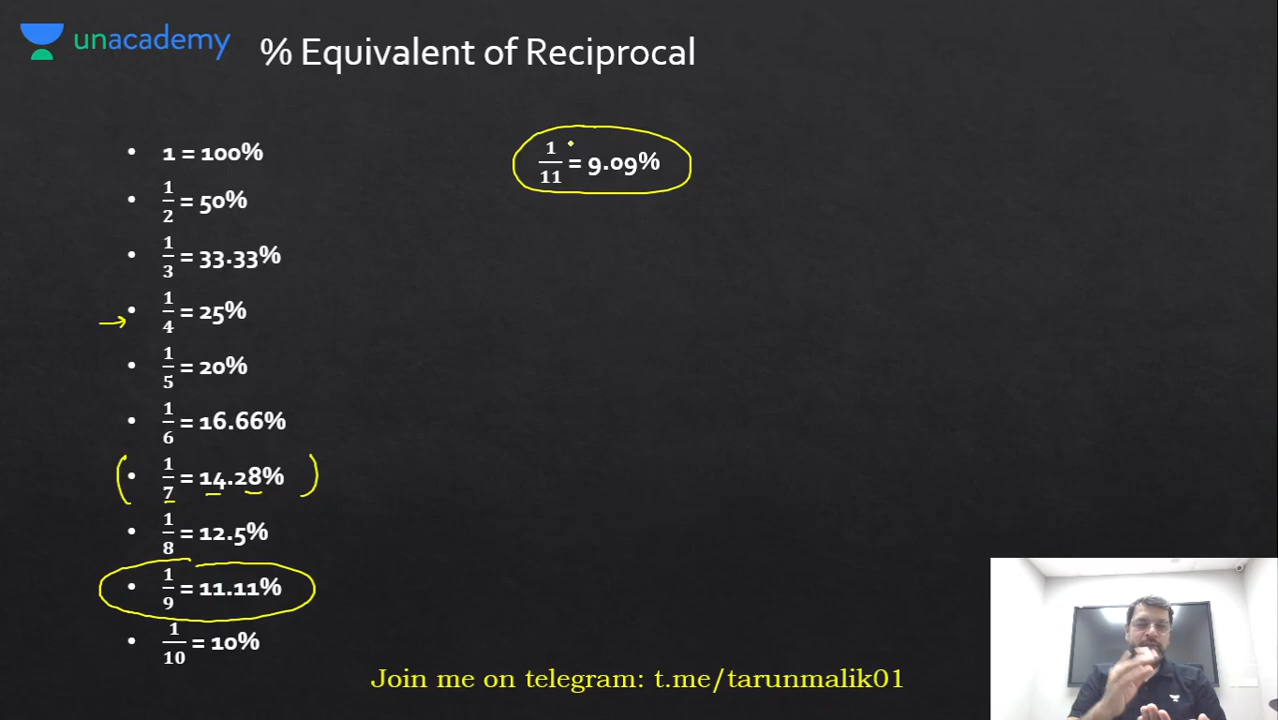 unacademy
% Equivalent of Reciprocal
• 1 = 100%
• 1/2 = 50%
• 1/3 = 33.33%
• 1/4 = 25%
• 1/5 = 20%
• 1/6 = 16.66%
• 1/7 = 14.28%
• 1/8 = 12.5%
• 1/9 = 11.11%
• 1/10 = 10%
1/11 = 9.09%
Join me on telegram: t.me/tarunmalik01